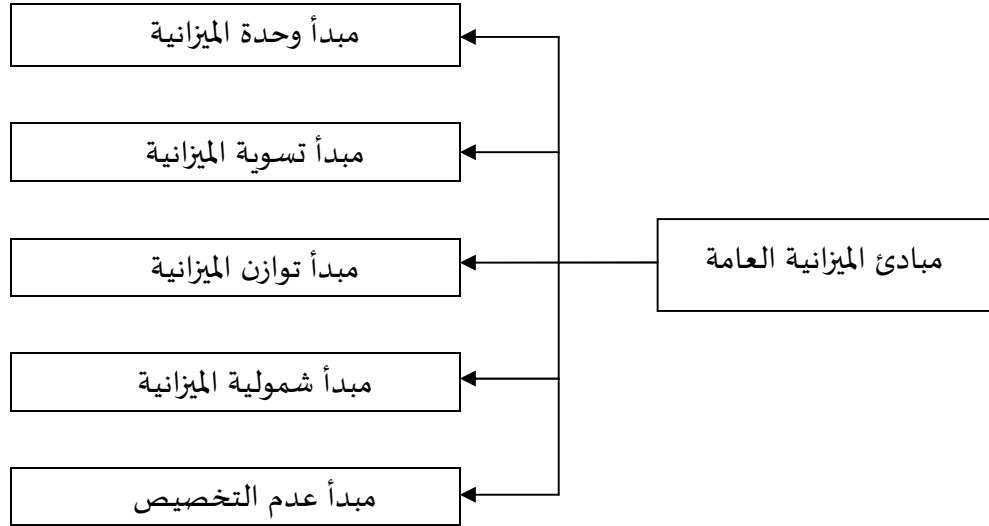 مبدأ وحدة الميزانية
مبدأ تسوية الميزانية
مبادئ الميزانية العامة
مبدأ توازن الميزانية
مبدأ شمولية الميزانية
مبدأ عدم التخصيص